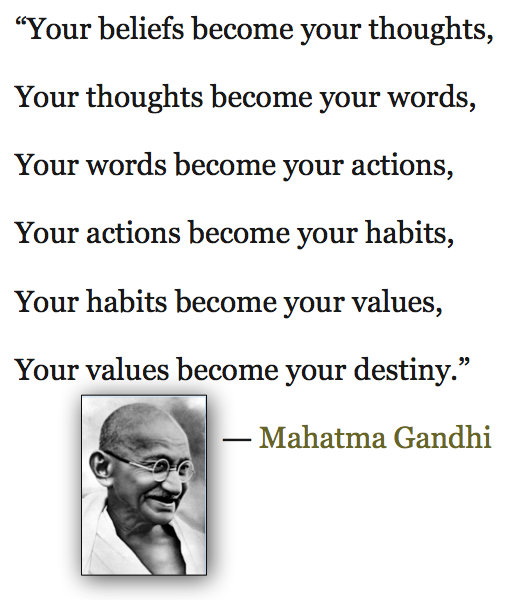 “Your beliefs become your thoughts,
Your thoughts become your words,
Your words become your actions,
Your actions become your habits,
Your habits become your values,
Your values become your destiny.”
— Mahatma Gandhi